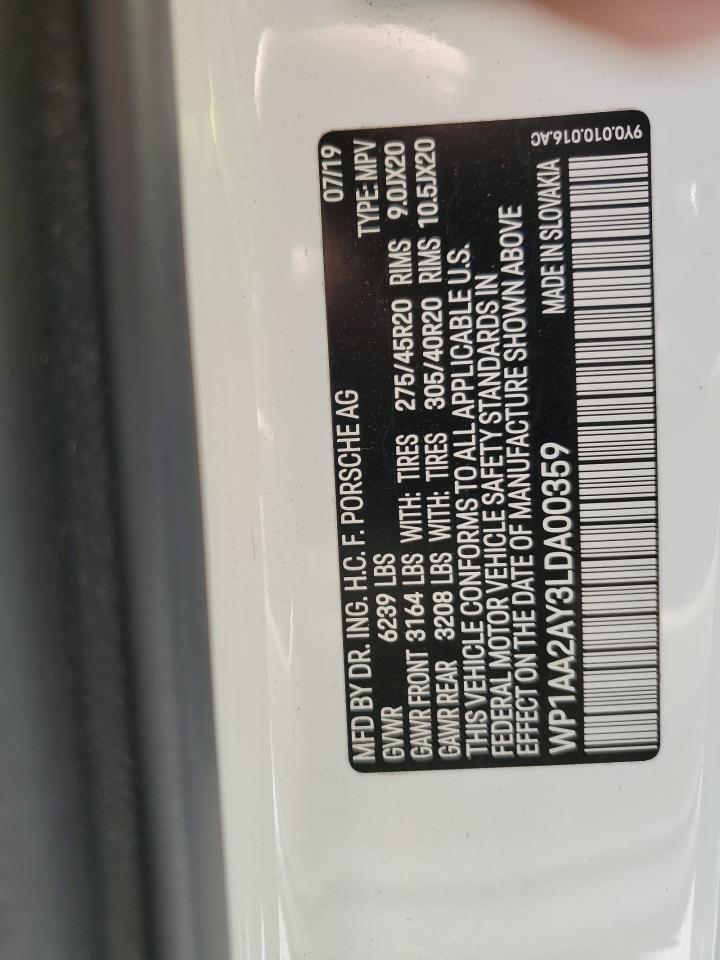 MFD BY DR. ING. H.C. F. PORSCHE AG 07/19
GVWR 6239 LBS TYPE: MPV
GAWR FRONT 3164 LBS WITH: TIRES 275/45R20 RIMS 9.0JX20
GAWR REAR 3208 LBS WITH: TIRES 305/40R20 RIMS 10.5JX20
THIS VEHICLE CONFORMS TO ALL APPLICABLE U.S.
FEDERAL MOTOR VEHICLE SAFETY STANDARDS IN
EFFECT ON THE DATE OF MANUFACTURE SHOWN ABOVE
WP1AA2AY3LDA00359 MADE IN SLOVAKIA
9Y0.010.016.AC